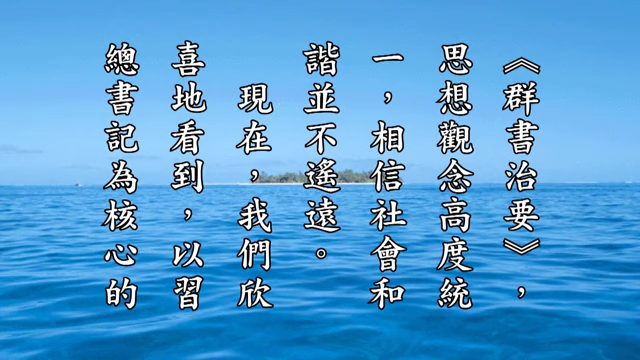 《群書治要》，
思想觀念高度統
一，相信社會和
諧並不遙遠。
現在，我們欣
喜地看到，以習
總書記為核心的